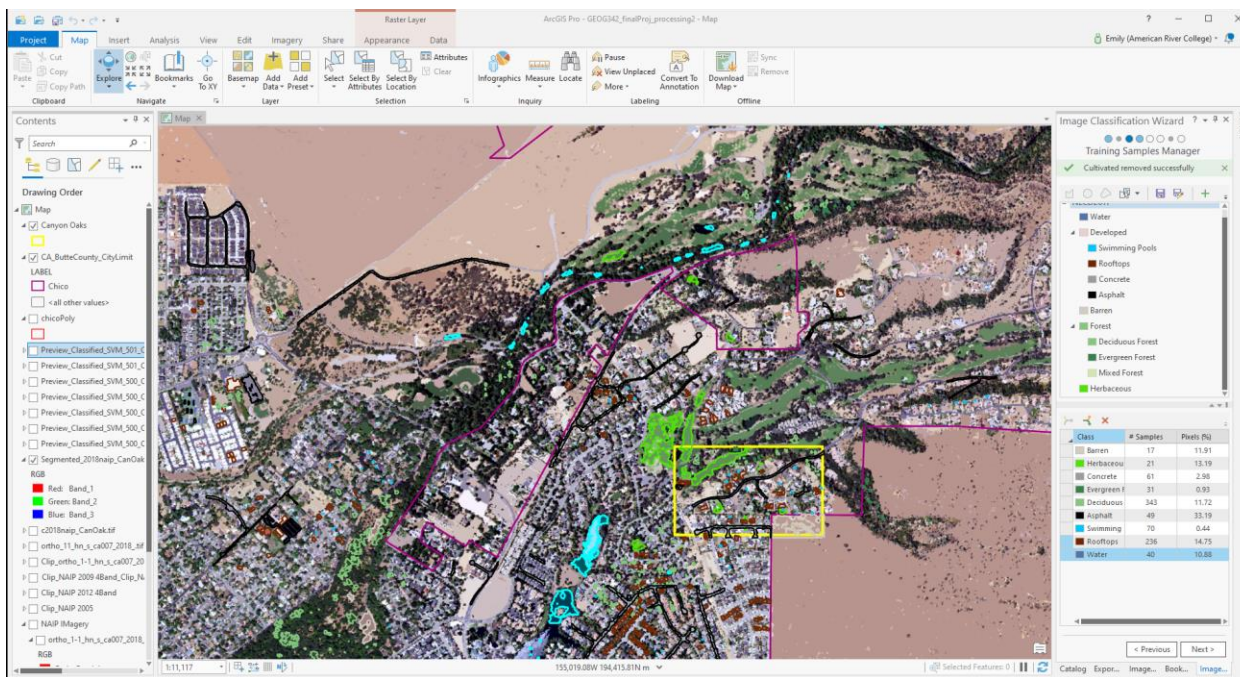 Raster Layer
ArcGIS Pro - GEOG342_finalProj_processing2 - Map
? – □ X
Project Map Insert Analysis View Edit Imagery Share Appearance Data
Emily (American River College)
Paste
Cut
Copy
Copy Path
Explore
Bookmarks
Go To XY
Basemap
Add Data
Add Preset
Select
Select By Attributes
Select By Location
Attributes
Clear
Infographics
Measure
Locate
Pause
View Unplaced
More
Convert To Annotation
Download Map
Sync
Remove
Clipboard Navigate Layer Selection Inquiry Labeling Offline
Contents
Search
Drawing Order
Map
Canyon Oaks
CA_ButteCounty_CityLimit
LABEL
Chico
<all other values>
chicoPoly
Preview_Classified_SVM_501_C
Preview_Classified_SVM_501_C
Preview_Classified_SVM_500_C
Preview_Classified_SVM_500_C
Preview_Classified_SVM_500_C
Preview_Classified_SVM_500_C
Segmented_2018naip_CanOak
RGB
Red: Band_1
Green: Band_2
Blue: Band_3
c2018naip_CanOak.tif
ortho_11_hn_s_ca007_2018_.tif
Clip_ortho_1-1_hn_s_ca007_20
Clip_NAIP 2009 4Band_Clip_N
Clip_NAIP 2012 4Band
Clip_NAIP 2005
NAIP IMagery
ortho_1-1_hn_s_ca007_2018_
RGB
Map
1:11,117
155,019.08W 194,415.81N m
Selected Features: 0
Image Classification Wizard
Training Samples Manager
Cultivated removed successfully
Water
Developed
Swimming Pools
Rooftops
Concrete
Asphalt
Barren
Forest
Deciduous Forest
Evergreen Forest
Mixed Forest
Herbaceous
Class # Samples Pixels (%)
Barren 17 11.91
Herbaceou 21 13.19
Concrete 61 2.98
Evergreen F 31 0.93
Deciduous 343 11.72
Asphalt 49 33.19
Swimming 70 0.44
Rooftops 236 14.75
Water 40 10.88
< Previous Next >
Catalog Expor... Image... Book... Image...